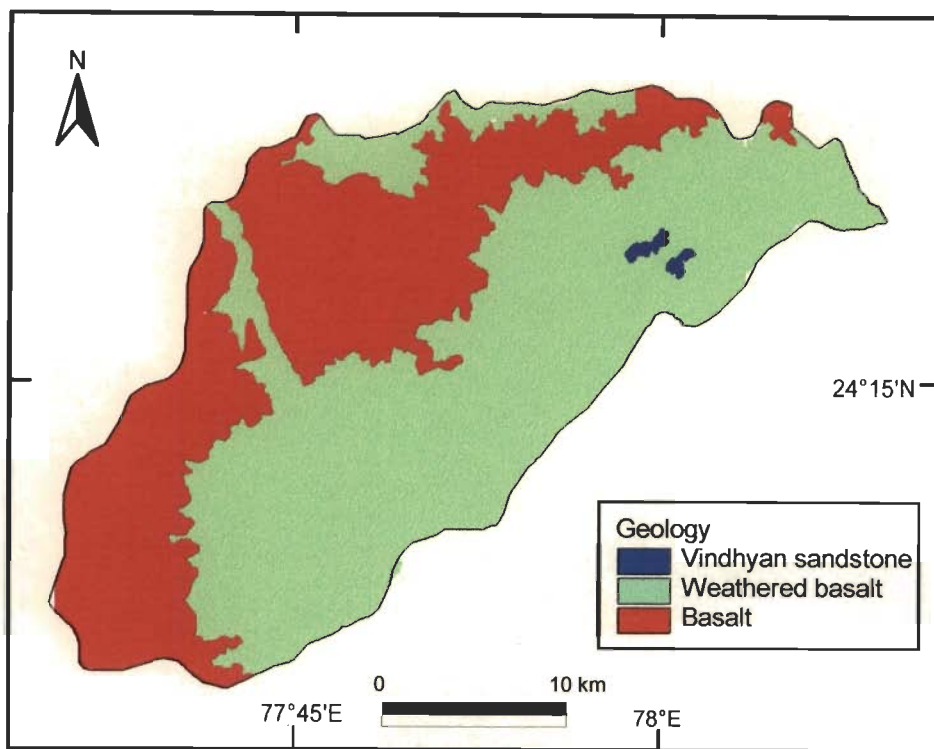 N
24°15'N
Geology
Vindhyan sandstone
Weathered basalt
Basalt
0 10 km
77°45'E
78°E